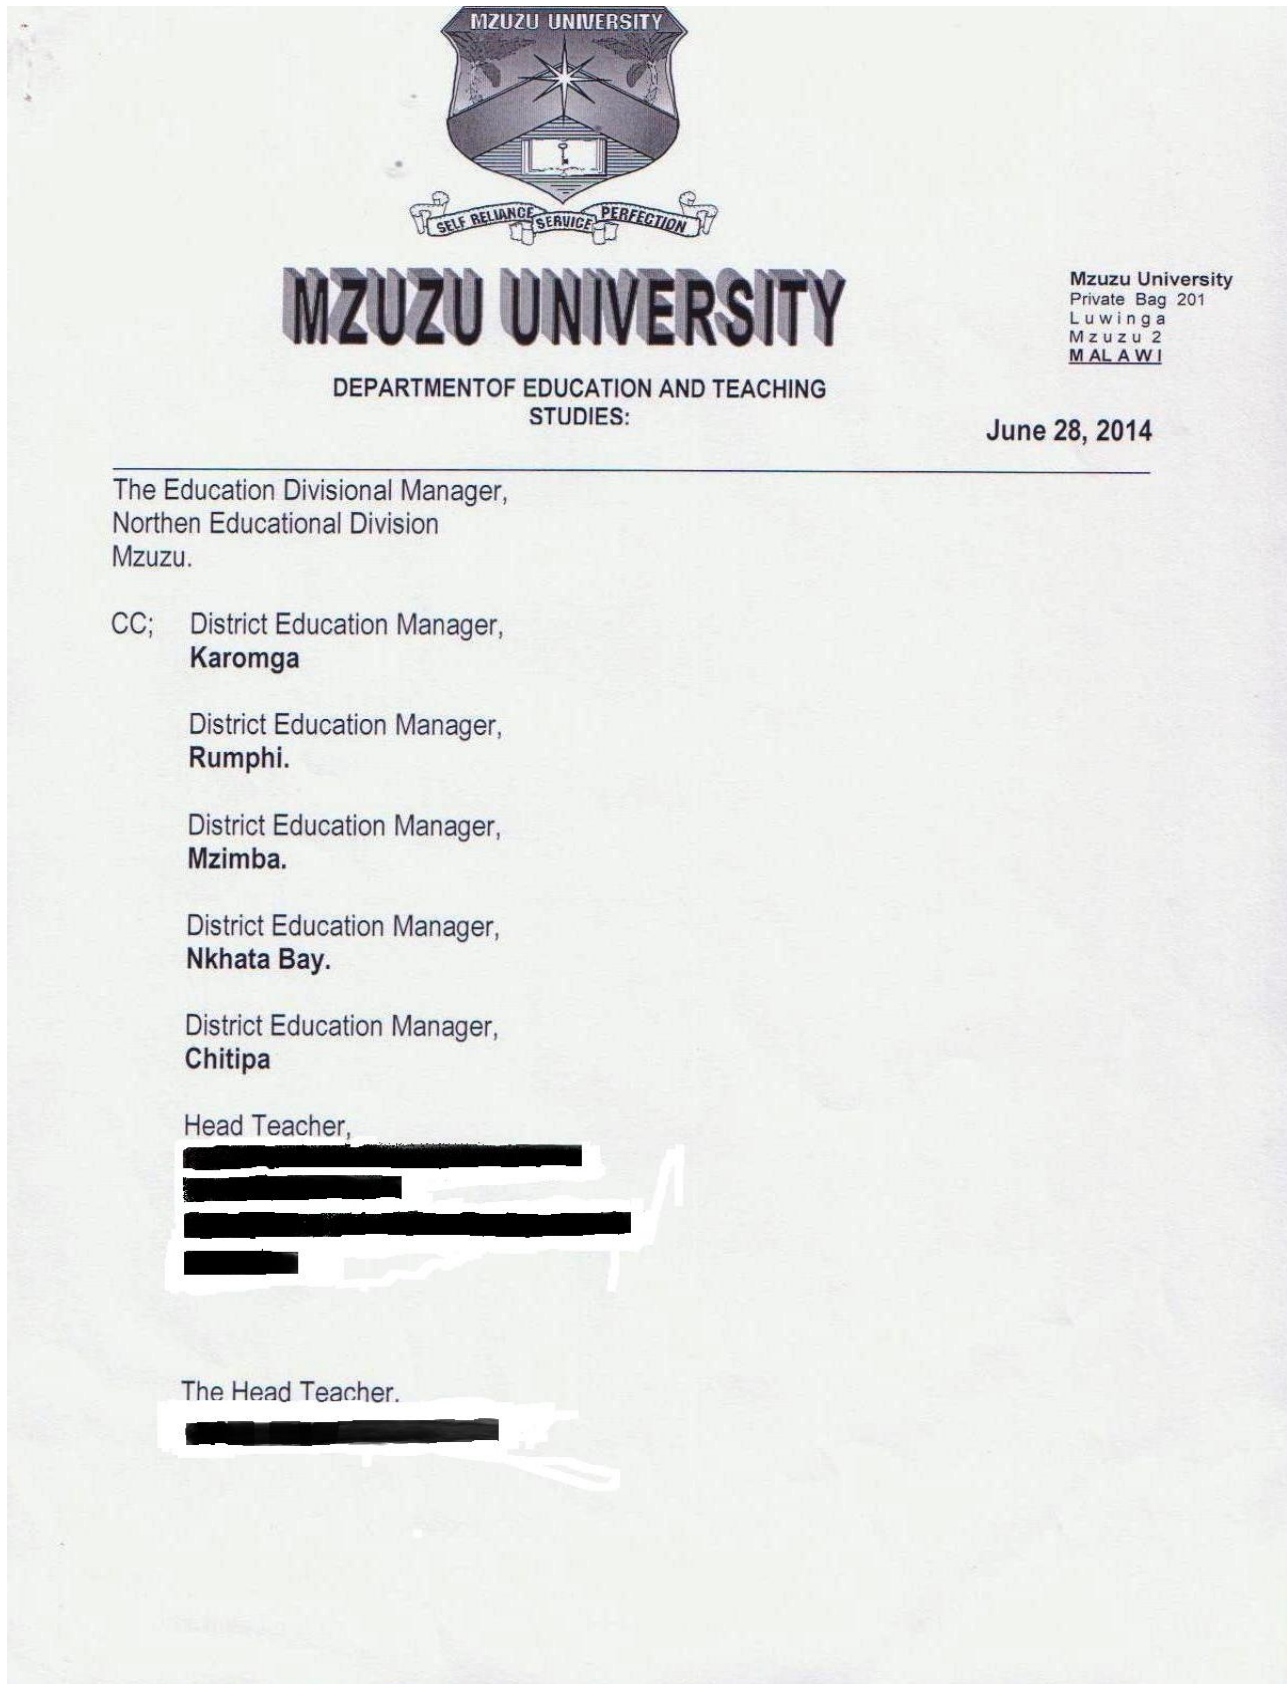 MZUZU UNIVERSITY
SELF RELIANCE SERVICE PERFECTION
MZUZU UNIVERSITY
Mzuzu University
Private Bag 201
Luwinga
Mzuzu 2
MALAWI
DEPARTMENTOF EDUCATION AND TEACHING
STUDIES:
June 28, 2014
The Education Divisional Manager,
Northen Educational Division
Mzuzu.
CC; District Education Manager,
Karomga
District Education Manager,
Rumphi.
District Education Manager,
Mzimba.
District Education Manager,
Nkhata Bay.
District Education Manager,
Chitipa
Head Teacher,
The Head Teacher.